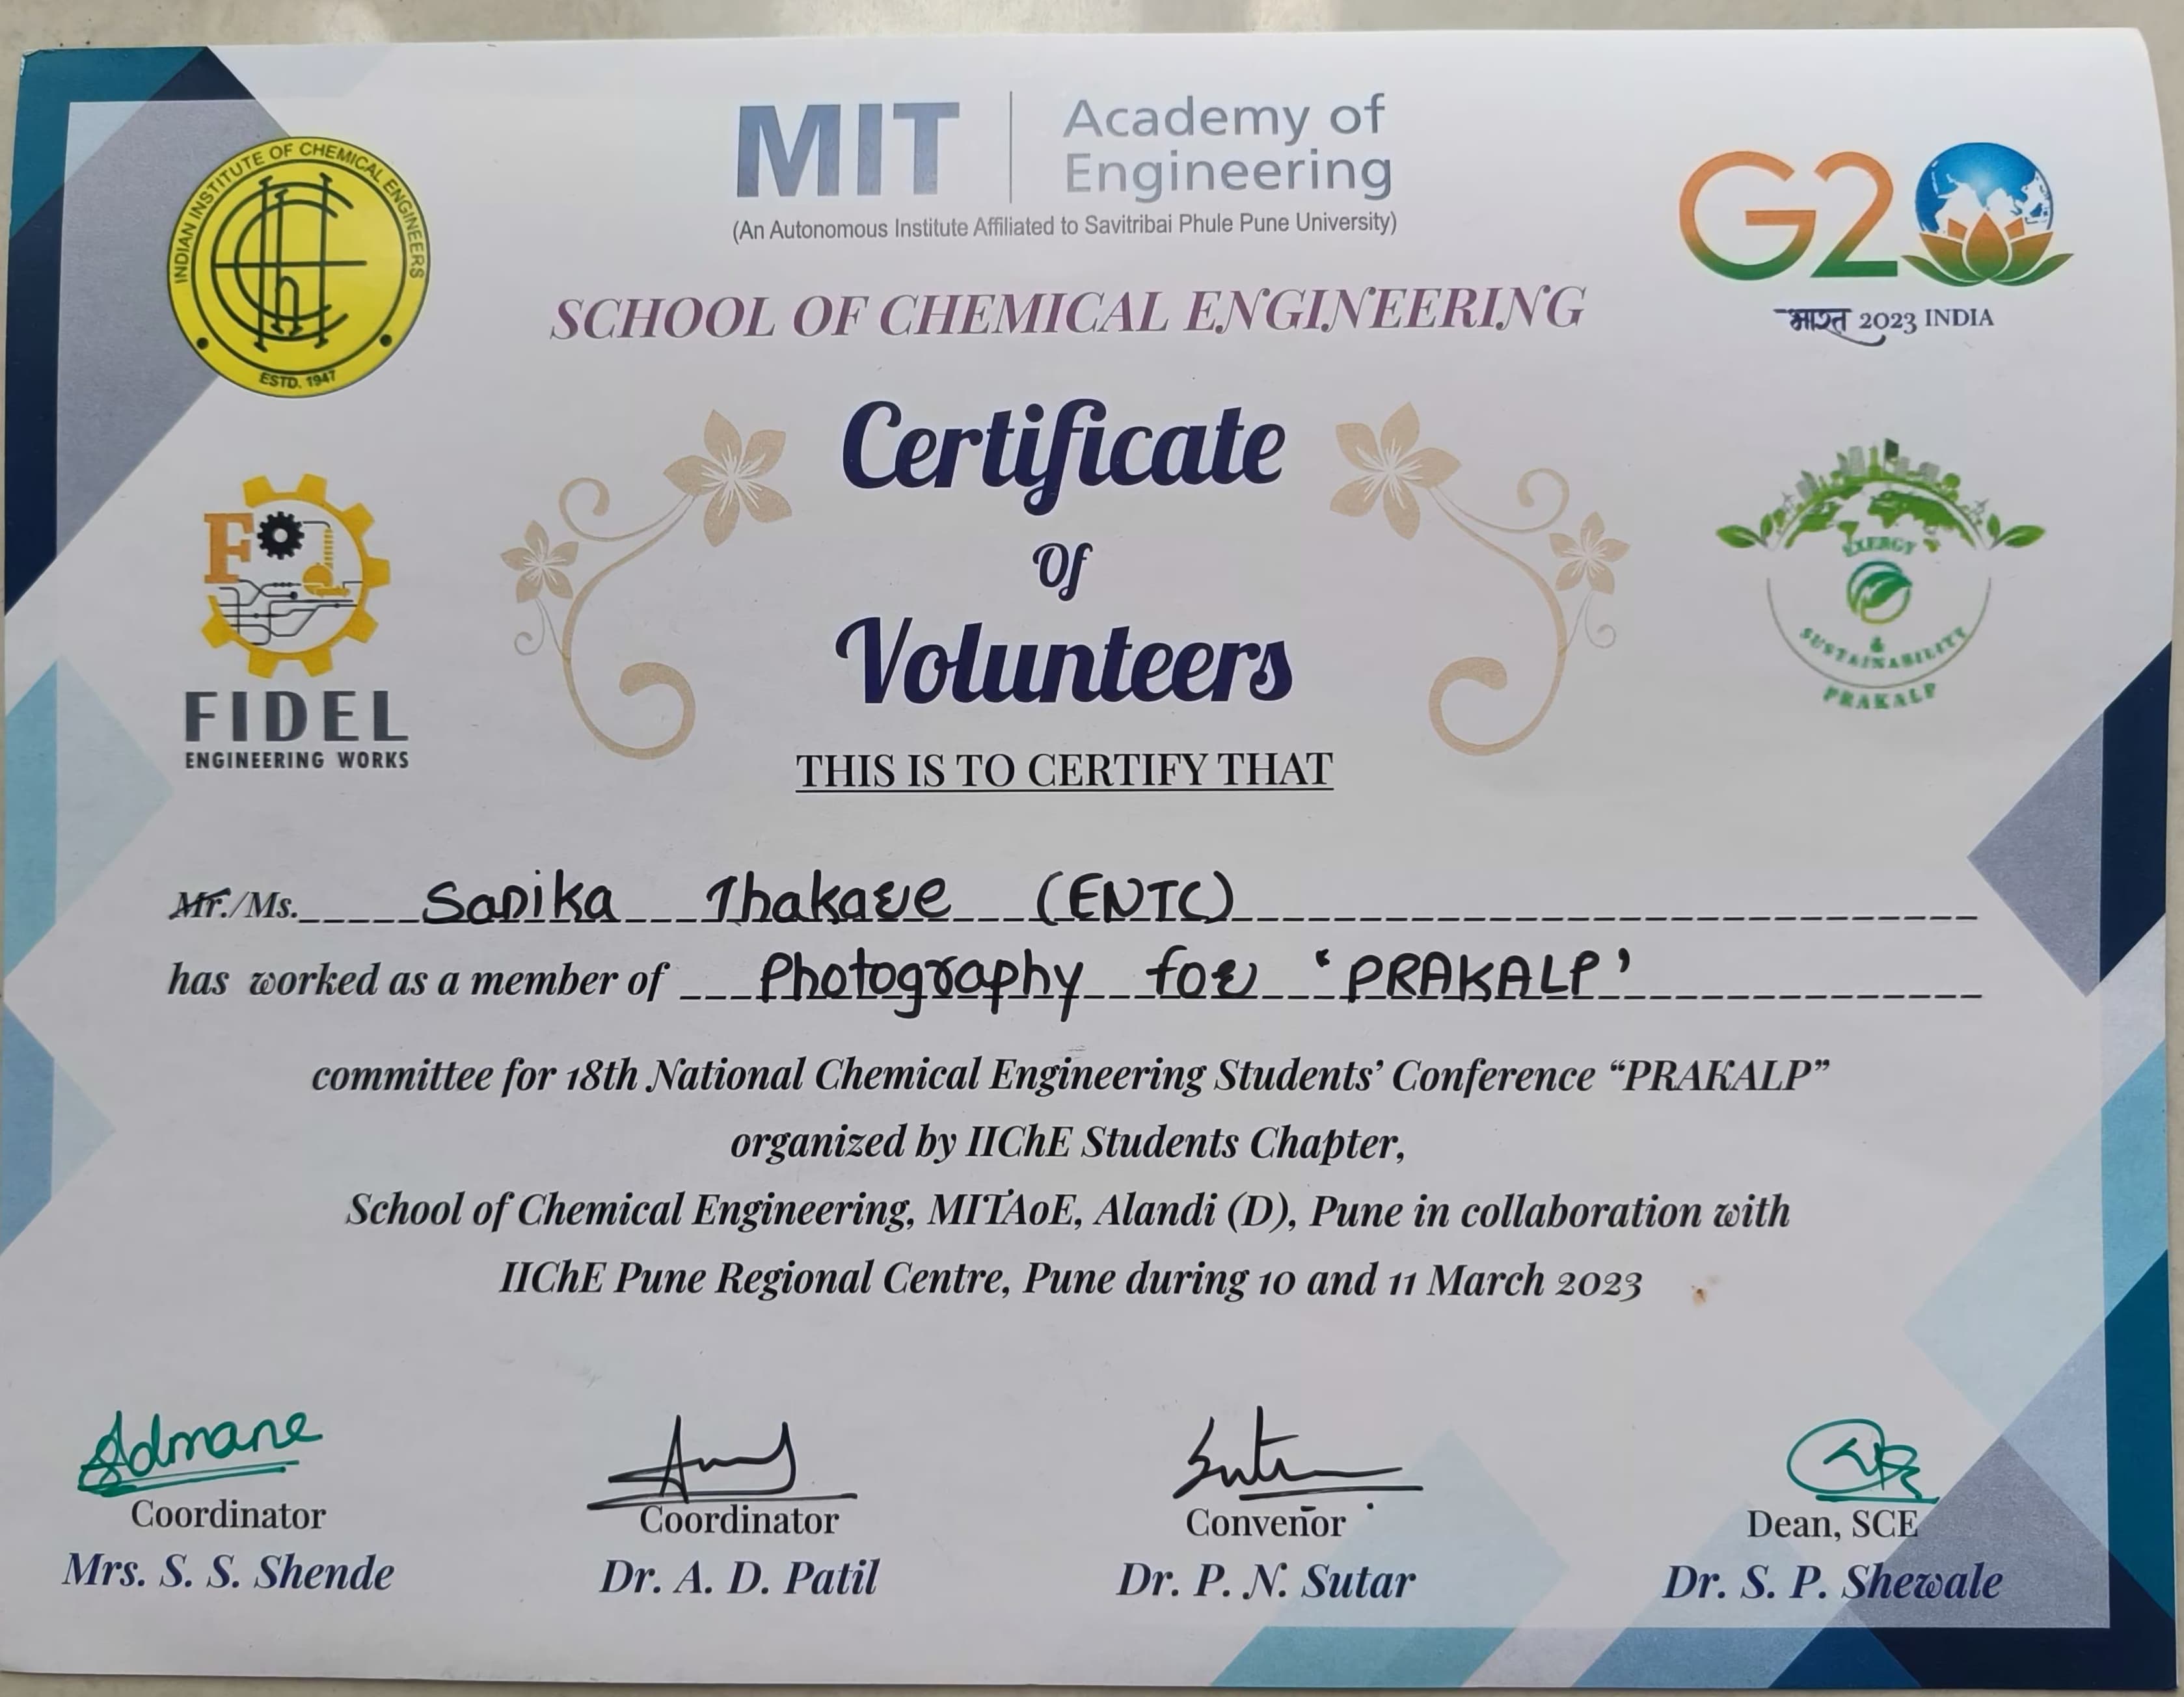 MIT Academy of Engineering
(An Autonomous Institute Affiliated to Savitribai Phule Pune University)
INDIAN INSTITUTE OF CHEMICAL ENGINEERS
ESTD. 1947
G20
भारत 2023 INDIA
SCHOOL OF CHEMICAL ENGINEERING
Certificate
Of
Volunteers
F
FIDEL
ENGINEERING WORKS
EXERGY
&
SUSTAINABILITY
PRAKALP
THIS IS TO CERTIFY THAT
Mr./Ms. Sanika Thakare (ENTC)
has worked as a member of Photography for 'PRAKALP'
committee for 18th National Chemical Engineering Students' Conference "PRAKALP"
organized by IIChE Students Chapter,
School of Chemical Engineering, MITAoE, Alandi (D), Pune in collaboration with
IIChE Pune Regional Centre, Pune during 10 and 11 March 2023
Coordinator
Mrs. S. S. Shende
Coordinator
Dr. A. D. Patil
Convenor
Dr. P. N. Sutar
Dean, SCE
Dr. S. P. Shewale